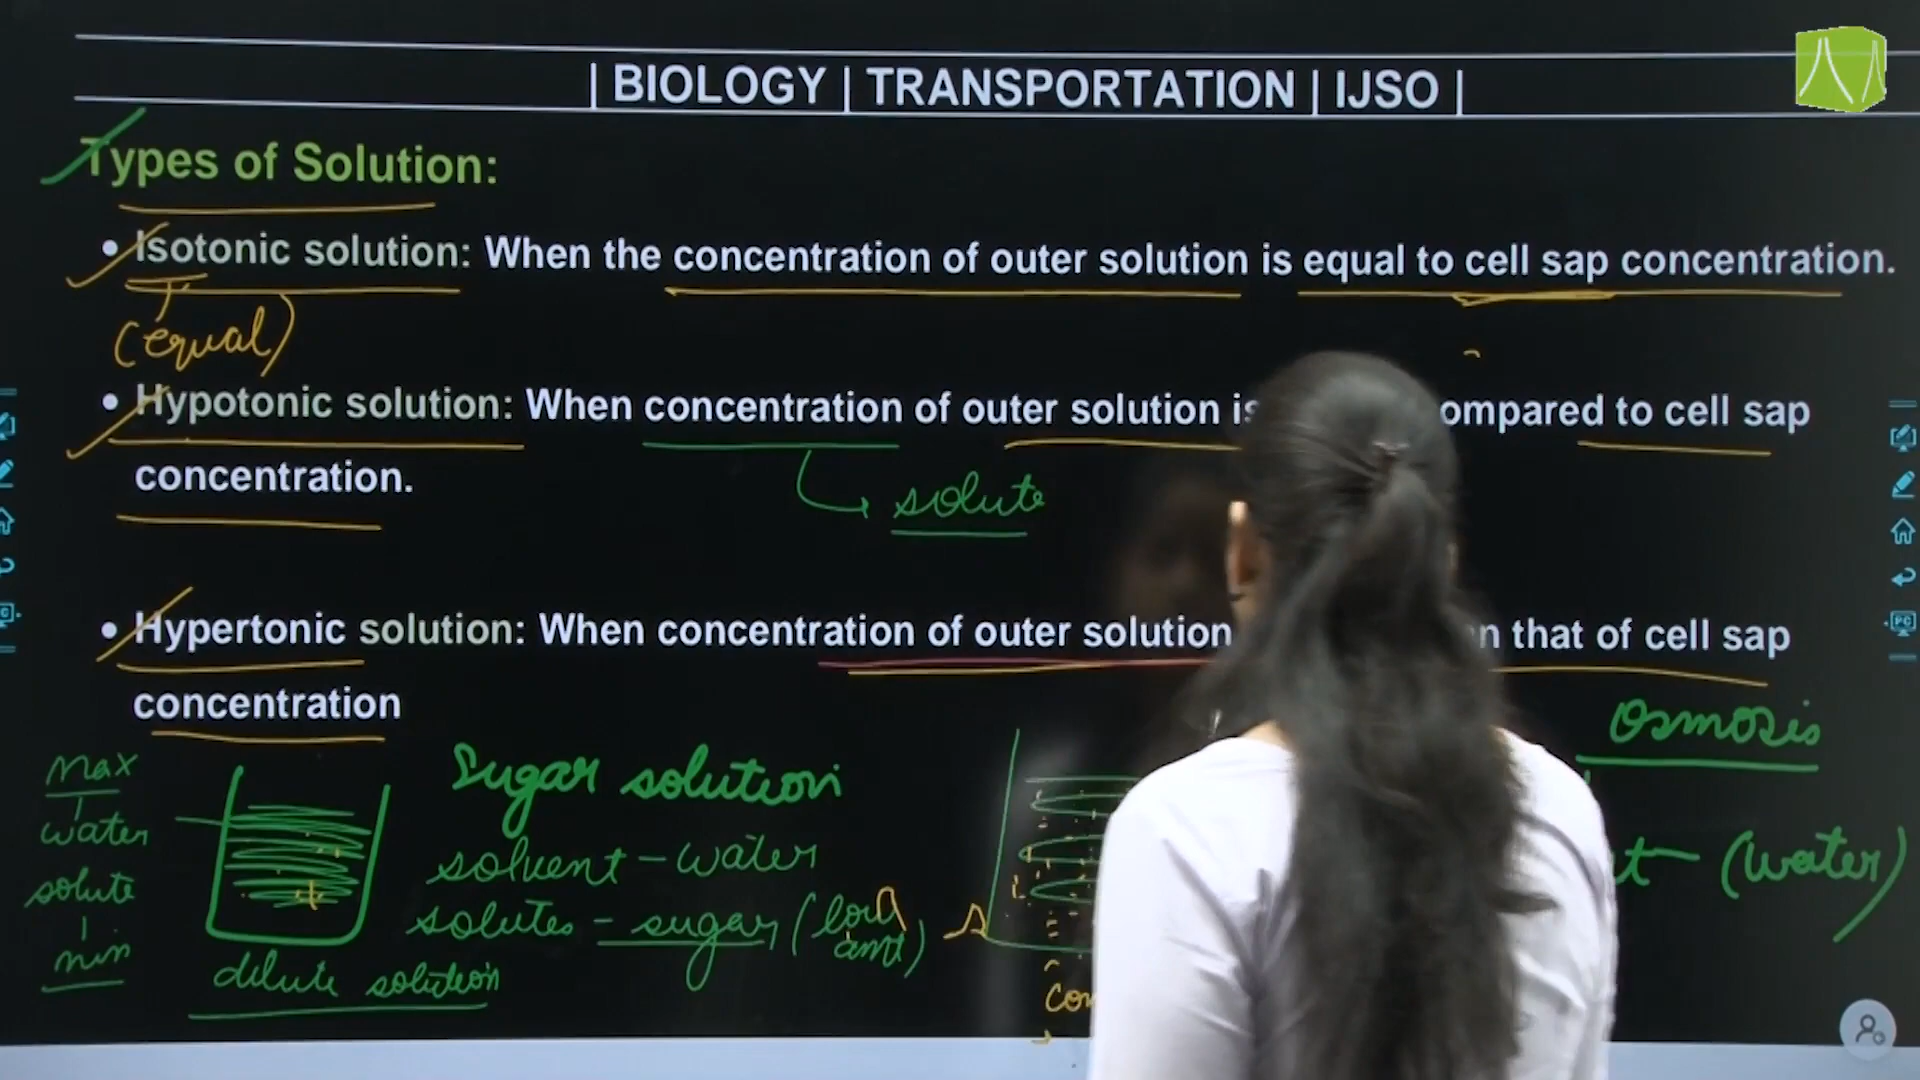 | BIOLOGY | TRANSPORTATION | IJSO |
Types of Solution:
• Isotonic solution: When the concentration of outer solution is equal to cell sap concentration.
(equal)
• Hypotonic solution: When concentration of outer solution is ompared to cell sap
concentration.
solute
• Hypertonic solution: When concentration of outer solution n that of cell sap
concentration
Osmosis
max
water
solute
min
dilute solution
Sugar solution
solvent - water
solutes - sugar (low
amt)
(water)
PC